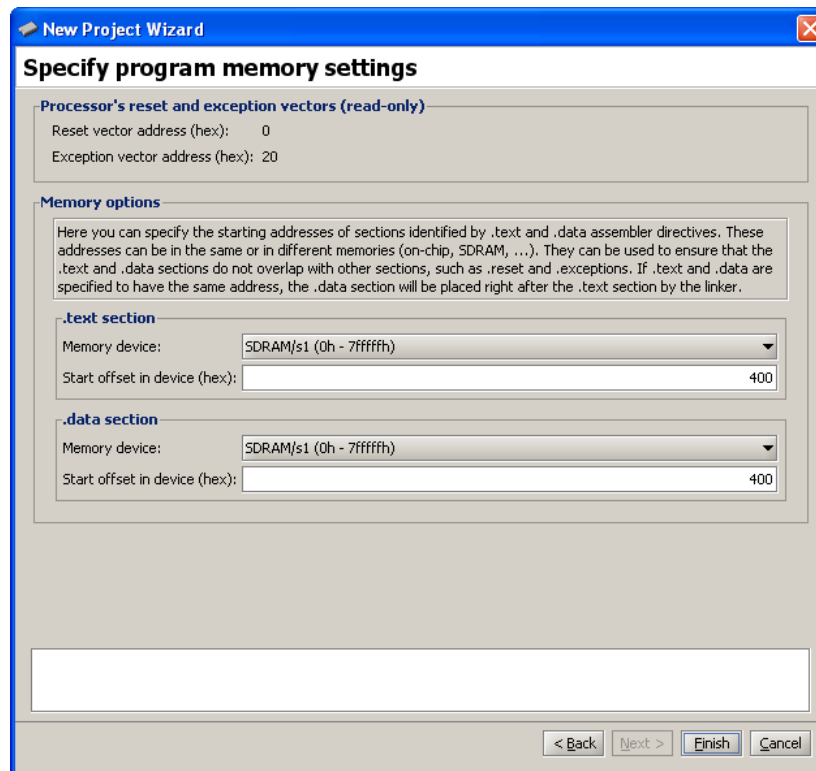 New Project Wizard
Specify program memory settings
Processor's reset and exception vectors (read-only)
Reset vector address (hex): 0
Exception vector address (hex): 20
Memory options
Here you can specify the starting addresses of sections identified by .text and .data assembler directives. These
addresses can be in the same or in different memories (on-chip, SDRAM, ...). They can be used to ensure that the
.text and .data sections do not overlap with other sections, such as .reset and .exceptions. If .text and .data are
specified to have the same address, the .data section will be placed right after the .text section by the linker.
.text section
Memory device: SDRAM/s1 (0h - 7fffffh)
Start offset in device (hex): 400
.data section
Memory device: SDRAM/s1 (0h - 7fffffh)
Start offset in device (hex): 400
< Back Next > Finish Cancel